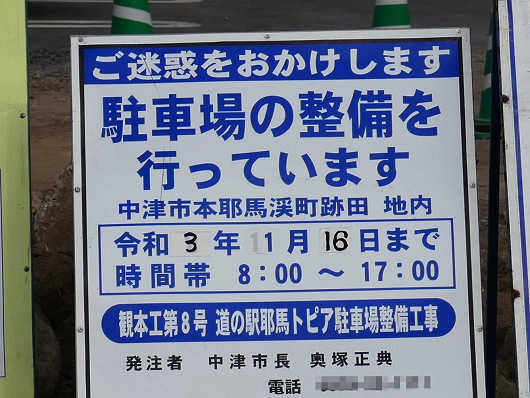 ご迷惑をおかけします
駐車場の整備を
行っています
中津市本耶馬渓町跡田 地内
令和 3 年 11 月 16 日まで
時間帯 8:00 ～ 17:00
観本工第8号 道の駅耶馬トピア駐車場整備工事
発注者 中津市長 奥塚正典
電話